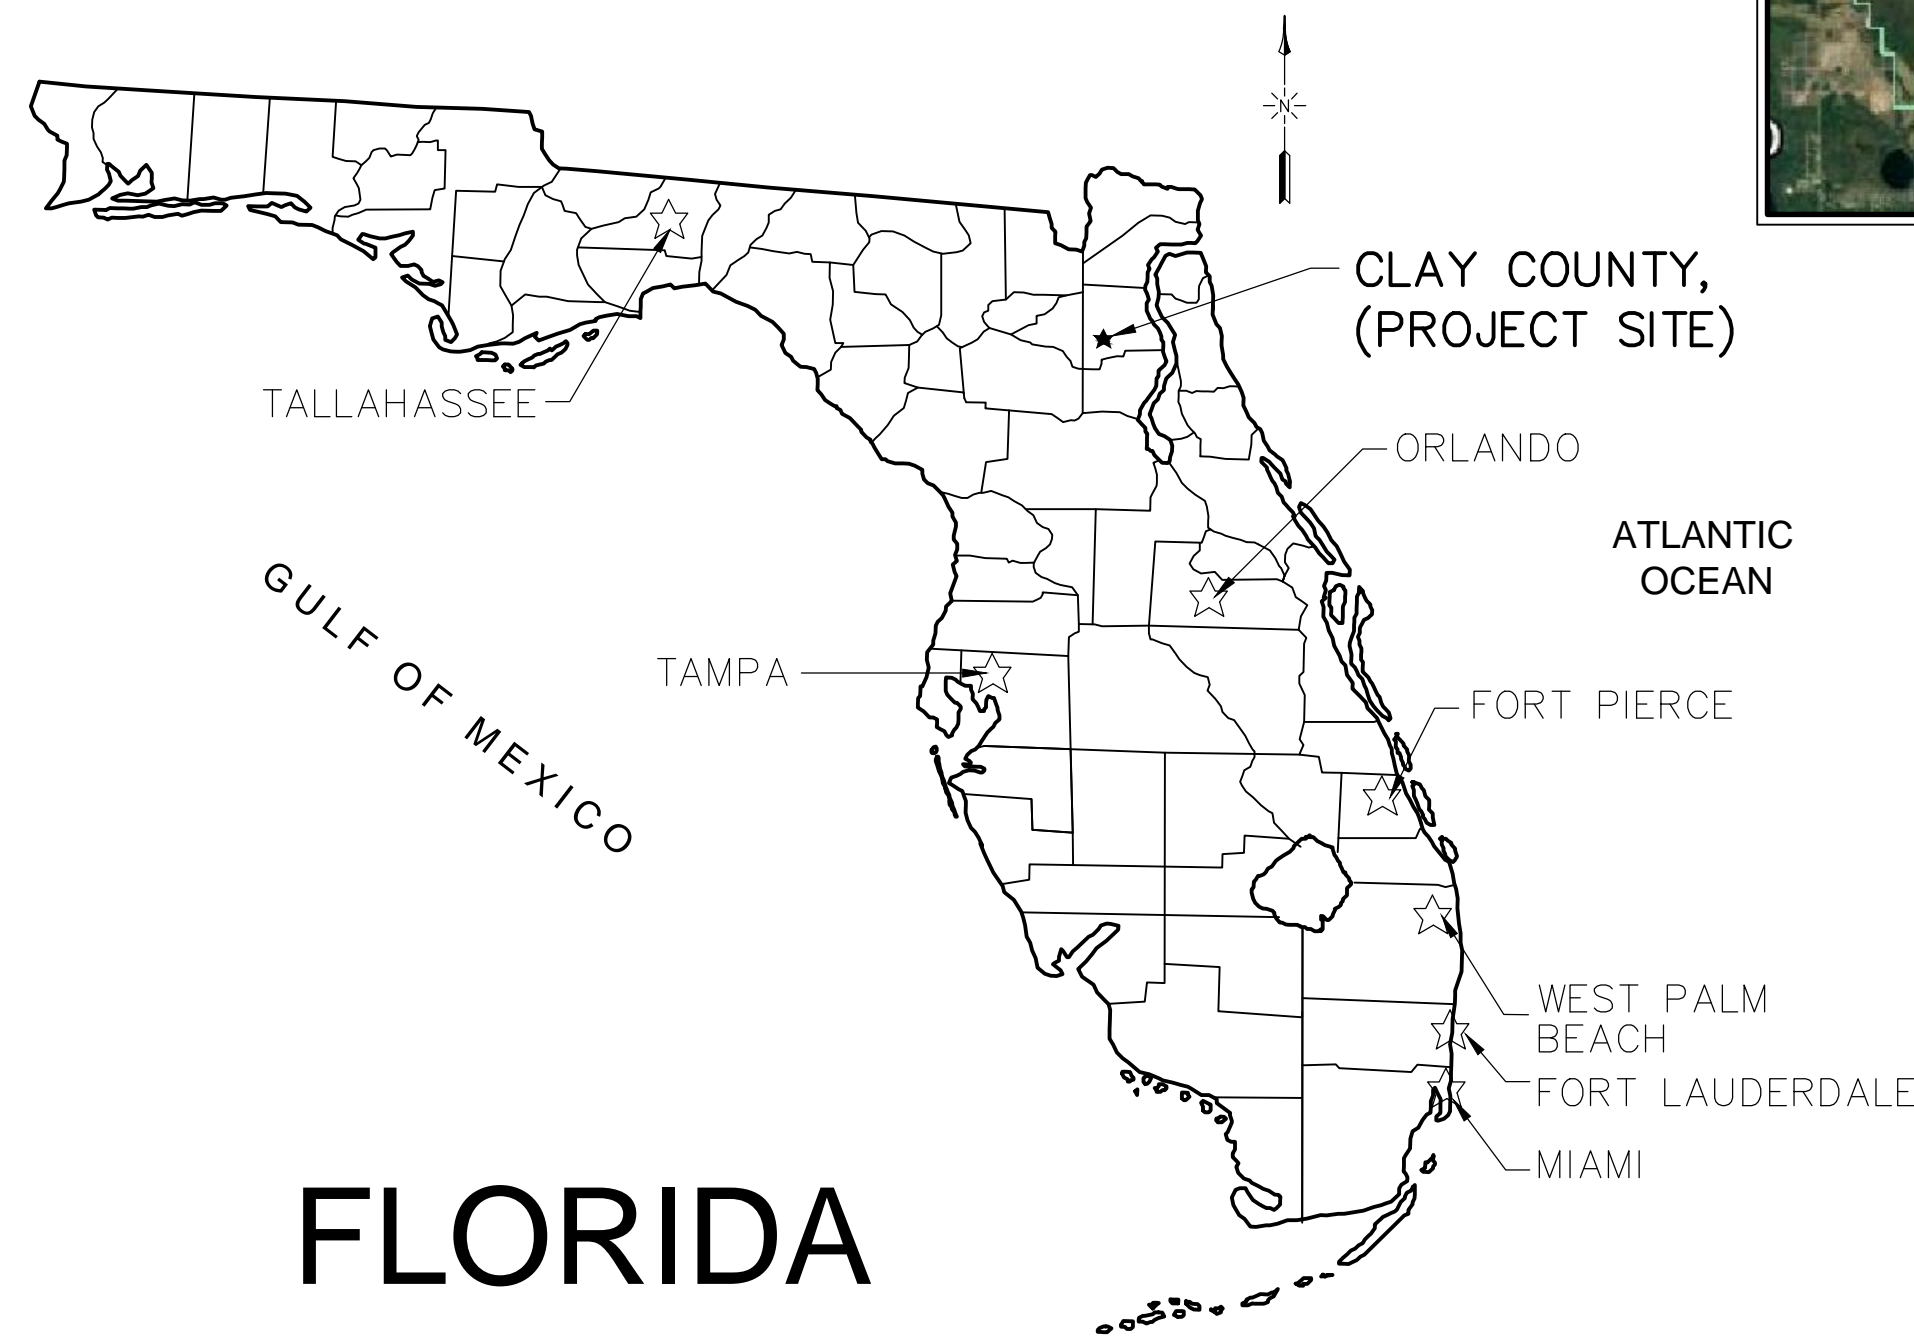 N
CLAY COUNTY,
(PROJECT SITE)
TALLAHASSEE
ORLANDO
ATLANTIC
OCEAN
GULF OF MEXICO
TAMPA
FORT PIERCE
WEST PALM
BEACH
FORT LAUDERDALE
MIAMI
FLORIDA